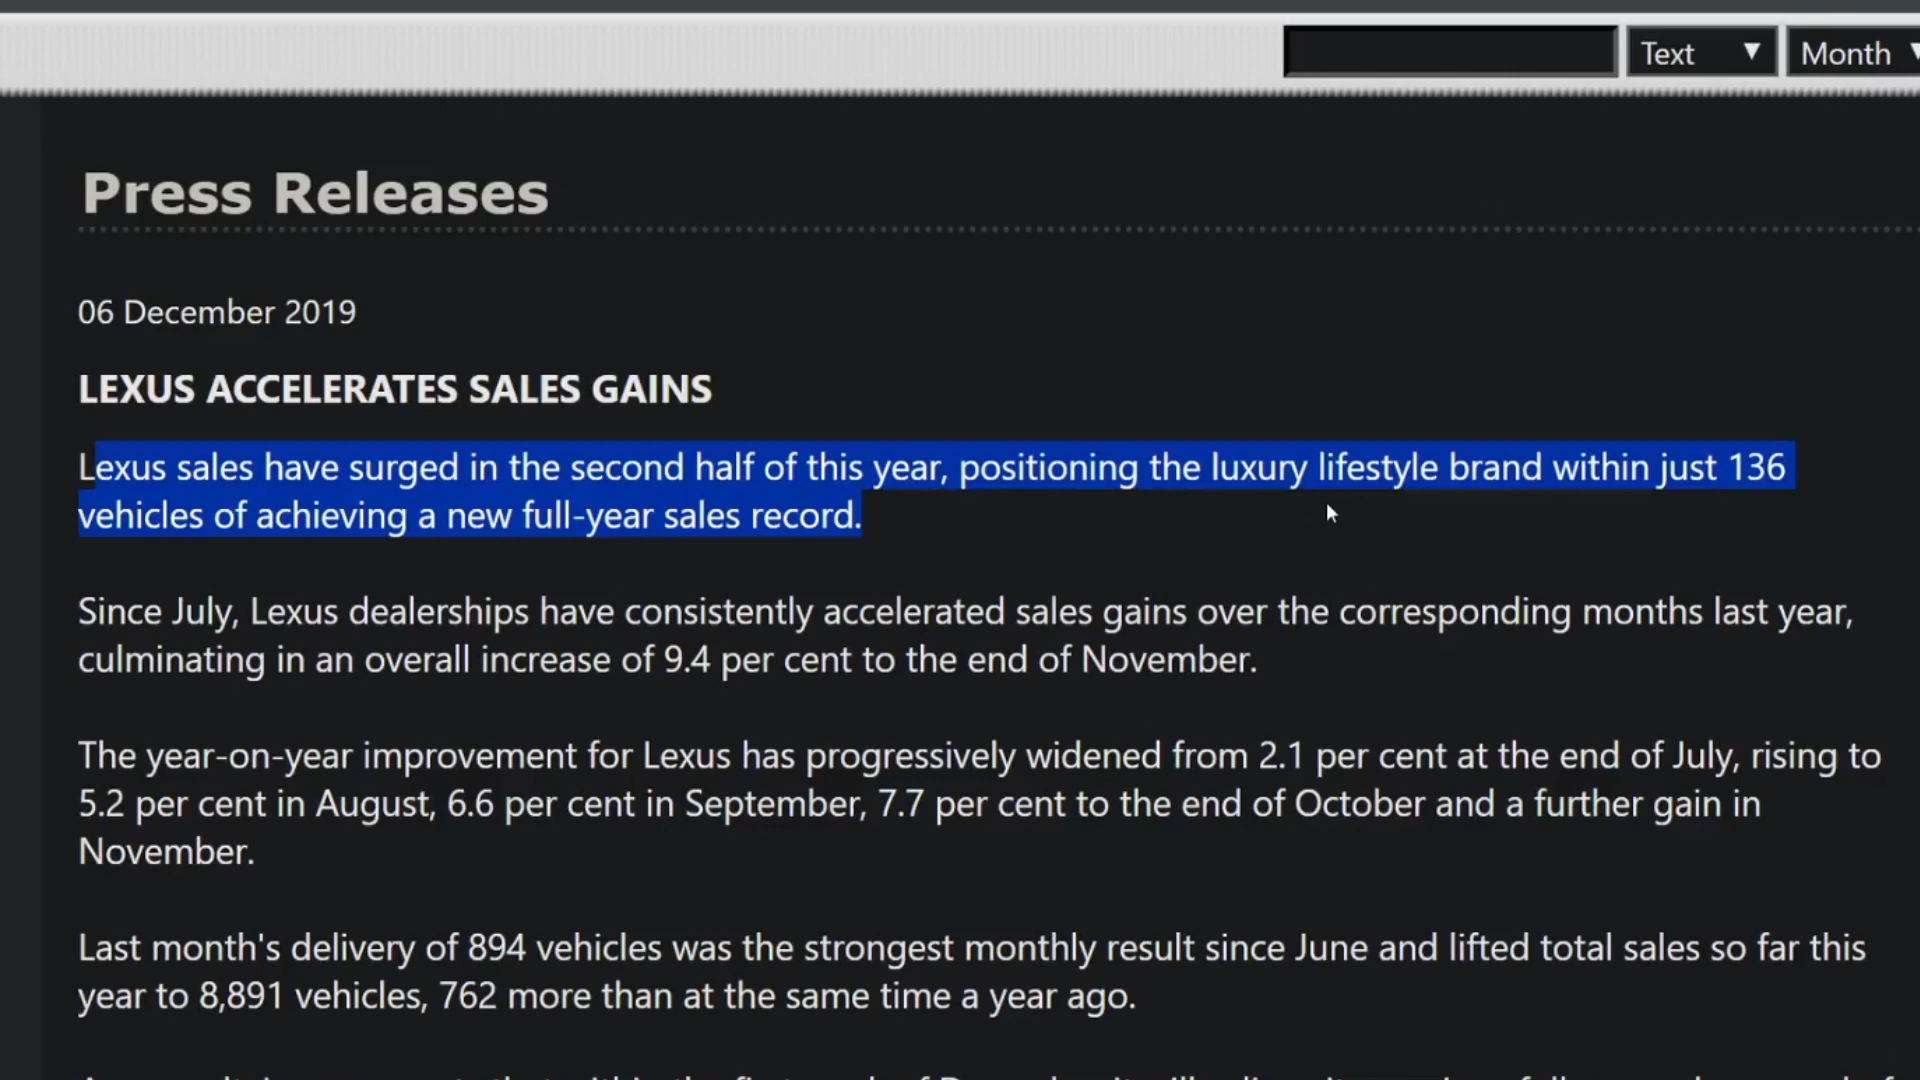 Text ▼ Month ▼
Press Releases
06 December 2019
LEXUS ACCELERATES SALES GAINS
Lexus sales have surged in the second half of this year, positioning the luxury lifestyle brand within just 136
vehicles of achieving a new full-year sales record.
Since July, Lexus dealerships have consistently accelerated sales gains over the corresponding months last year,
culminating in an overall increase of 9.4 per cent to the end of November.
The year-on-year improvement for Lexus has progressively widened from 2.1 per cent at the end of July, rising to
5.2 per cent in August, 6.6 per cent in September, 7.7 per cent to the end of October and a further gain in
November.
Last month's delivery of 894 vehicles was the strongest monthly result since June and lifted total sales so far this
year to 8,891 vehicles, 762 more than at the same time a year ago.